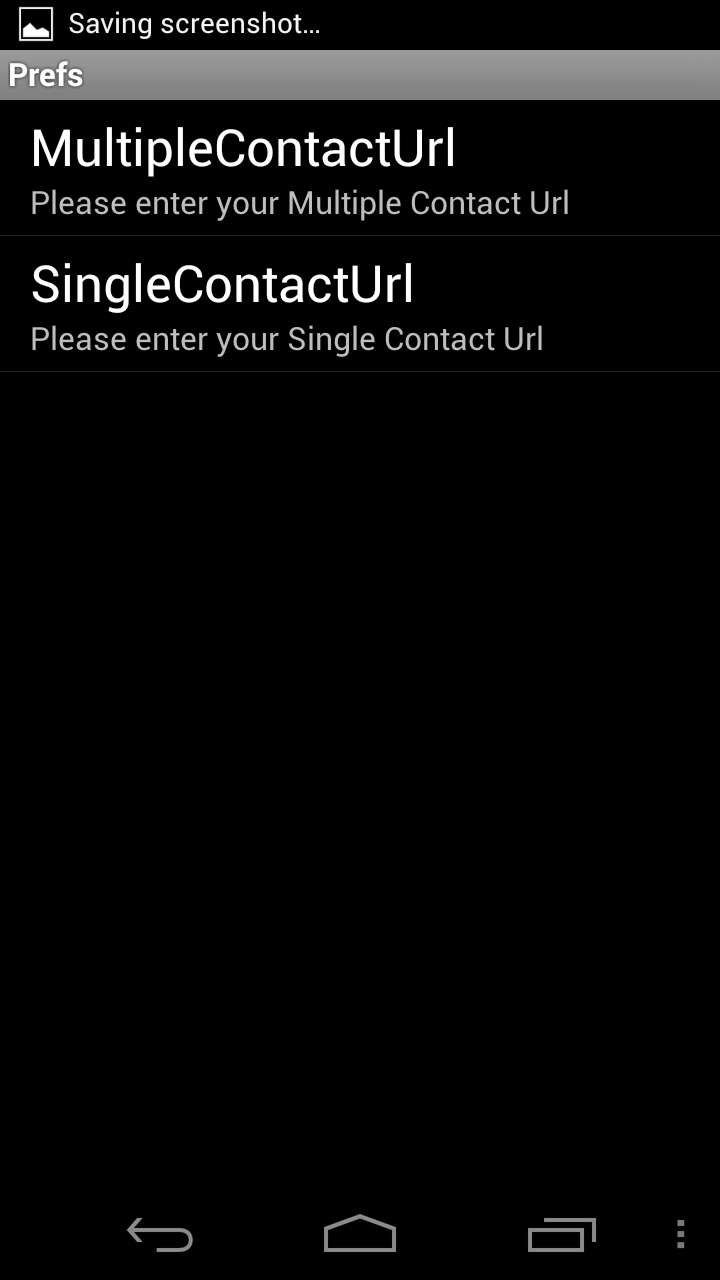 Saving screenshot...
Prefs
MultipleContactUrl
Please enter your Multiple Contact Url
SingleContactUrl
Please enter your Single Contact Url